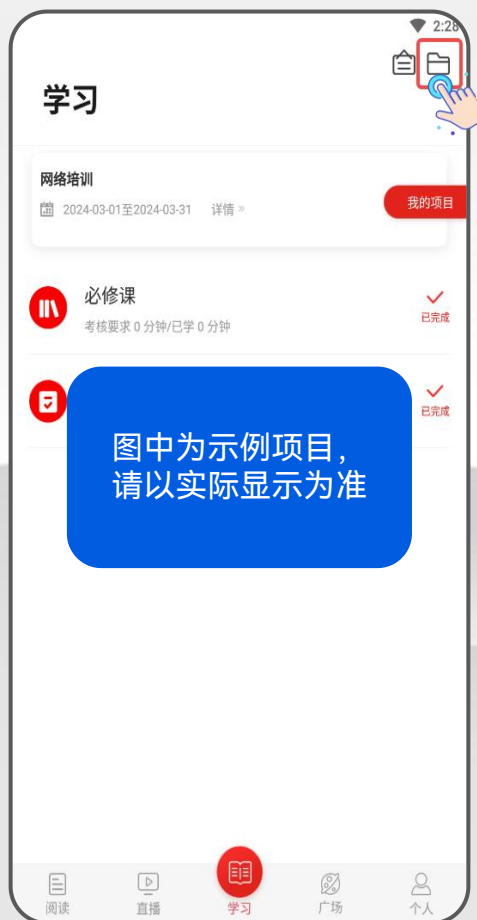 2:28
学习
网络培训
2024-03-01至2024-03-31 详情»
我的项目
必修课
考核要求 0 分钟/已学 0 分钟
已完成
已完成
图中为示例项目，
请以实际显示为准
阅读
直播
学习
广场
个人